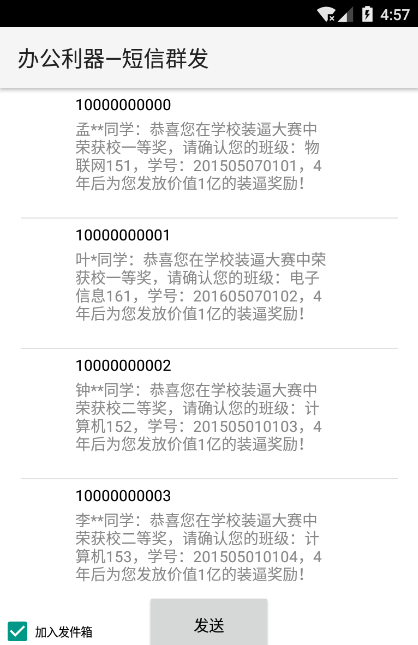 4:57
办公利器—短信群发
10000000000
孟**同学：恭喜您在学校装逼大赛中
荣获校一等奖，请确认您的班级：物
联网151，学号：201505070101，4
年后为您发放价值1亿的装逼奖励！
10000000001
叶*同学：恭喜您在学校装逼大赛中荣
获校一等奖，请确认您的班级：电子
信息161，学号：201605070102，4
年后为您发放价值1亿的装逼奖励！
10000000002
钟**同学：恭喜您在学校装逼大赛中
荣获校二等奖，请确认您的班级：计
算机152，学号：201505010103，4
年后为您发放价值1亿的装逼奖励！
10000000003
李**同学：恭喜您在学校装逼大赛中
荣获校二等奖，请确认您的班级：计
算机153，学号：201505010104，4
年后为您发放价值1亿的装逼奖励！
加入发件箱
发送